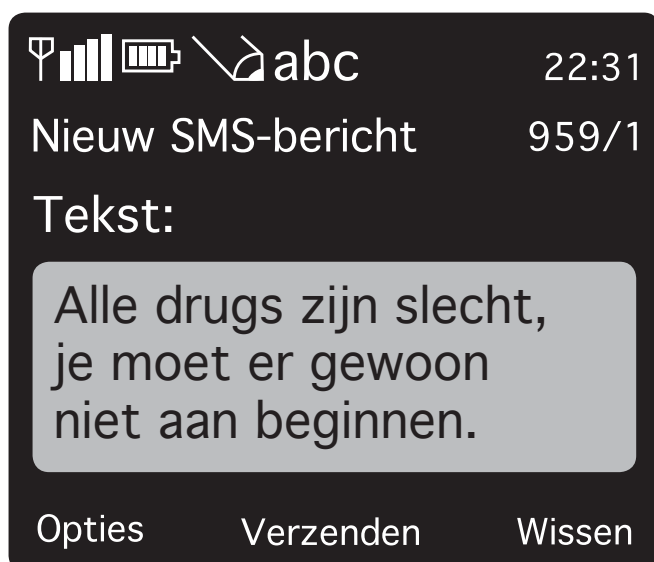 abc 22:31
Nieuw SMS-bericht 959/1
Tekst:
Alle drugs zijn slecht,
je moet er gewoon
niet aan beginnen.
Opties Verzenden Wissen